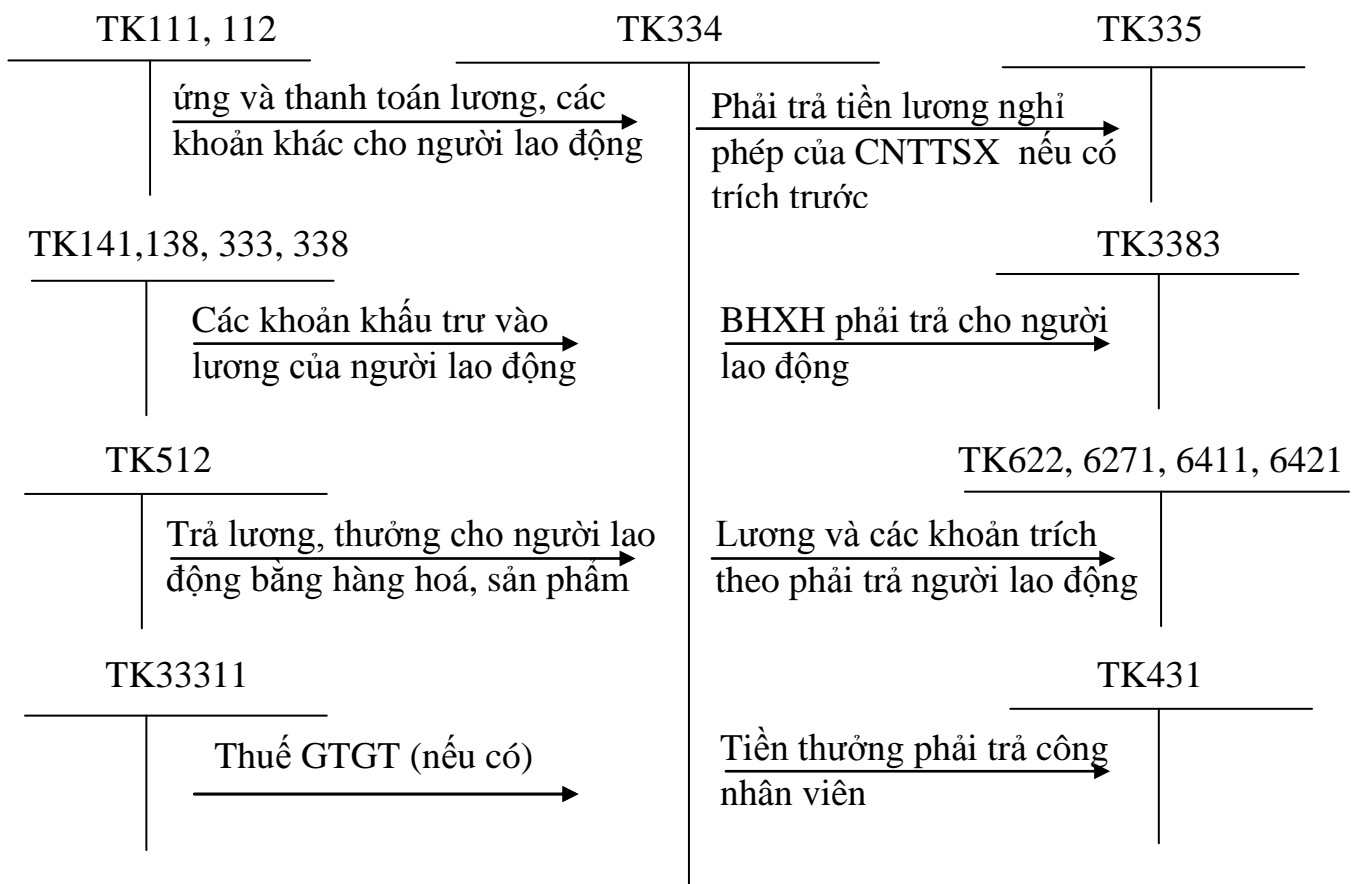 TK111, 112
TK334
TK335
ứng và thanh toán lương, các
khoản khác cho người lao động
Phải trả tiền lương nghỉ
phép của CNTTSX nếu có
trích trước
TK141,138, 333, 338
TK3383
Các khoản khấu trư vào
lương của người lao động
BHXH phải trả cho người
lao động
TK512
TK622, 6271, 6411, 6421
Trả lương, thưởng cho người lao
động bằng hàng hoá, sản phẩm
Lương và các khoản trích
theo phải trả người lao động
TK33311
TK431
Thuế GTGT (nếu có)
Tiền thưởng phải trả công
nhân viên